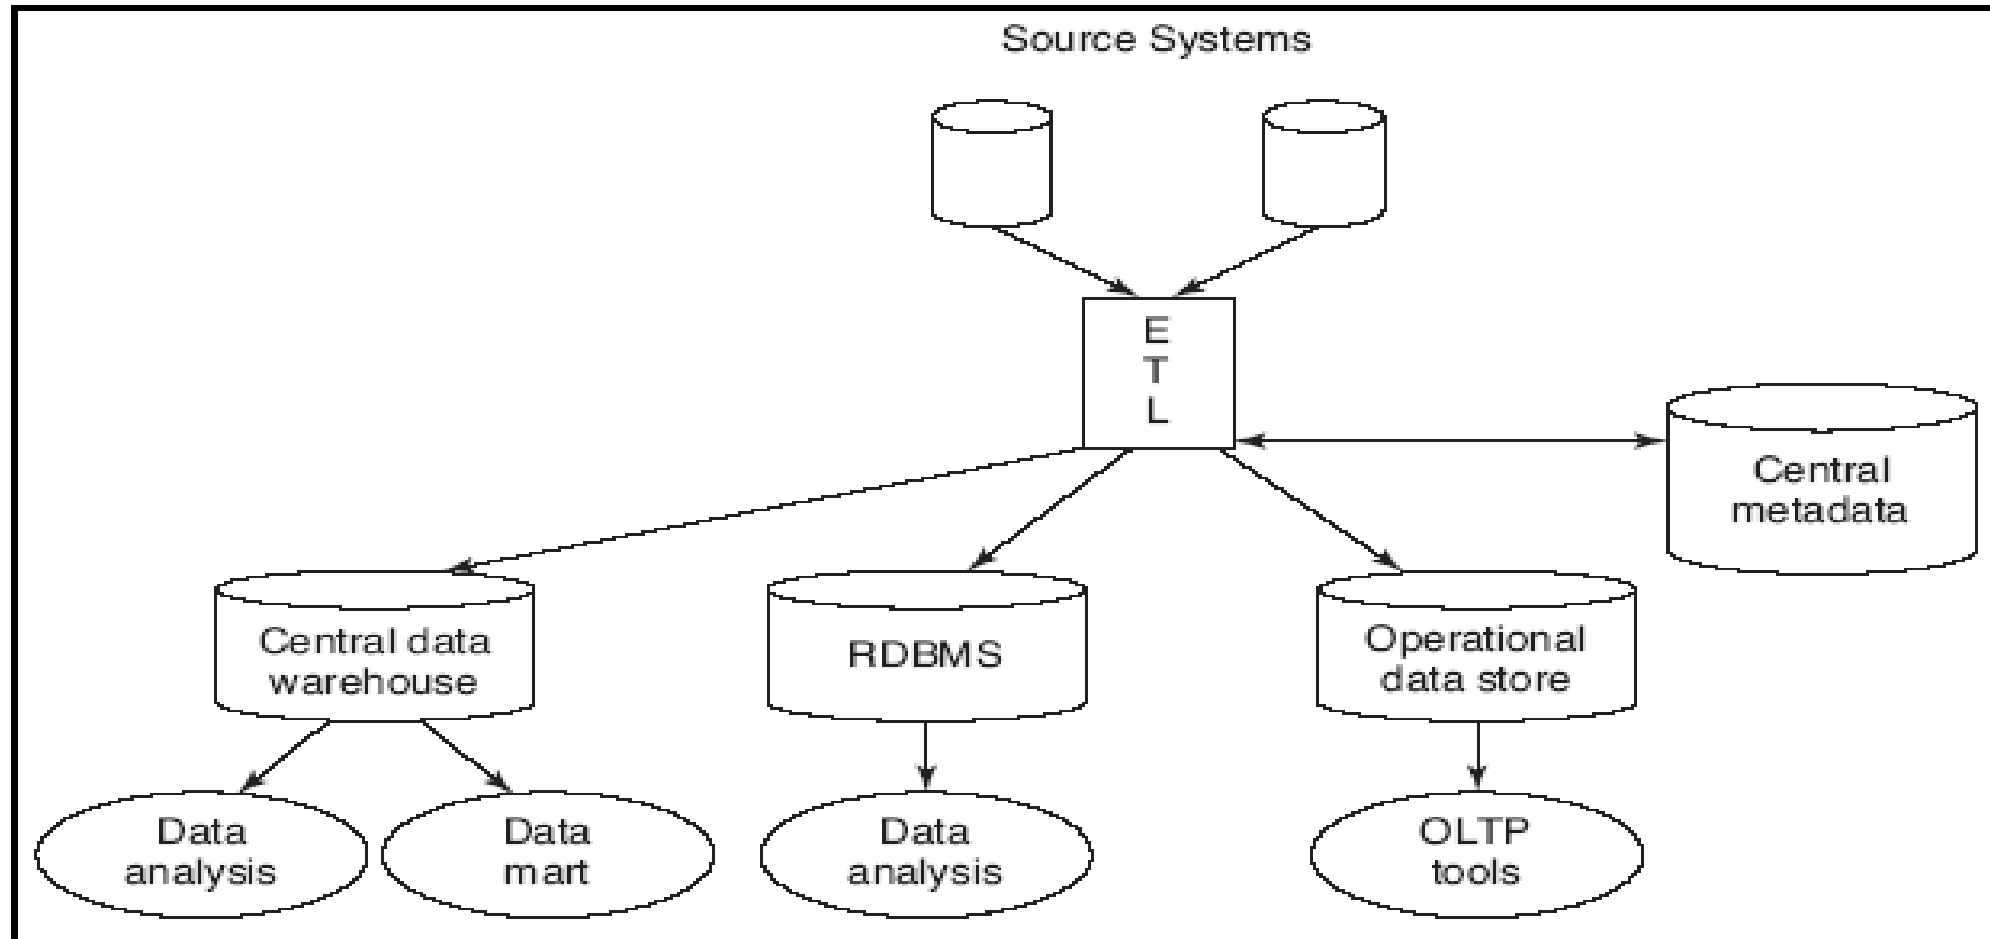 Source Systems
E
T
L
Central
metadata
Central data
warehouse
RDBMS
Operational
data store
Data
analysis
Data
mart
Data
analysis
OLTP
tools